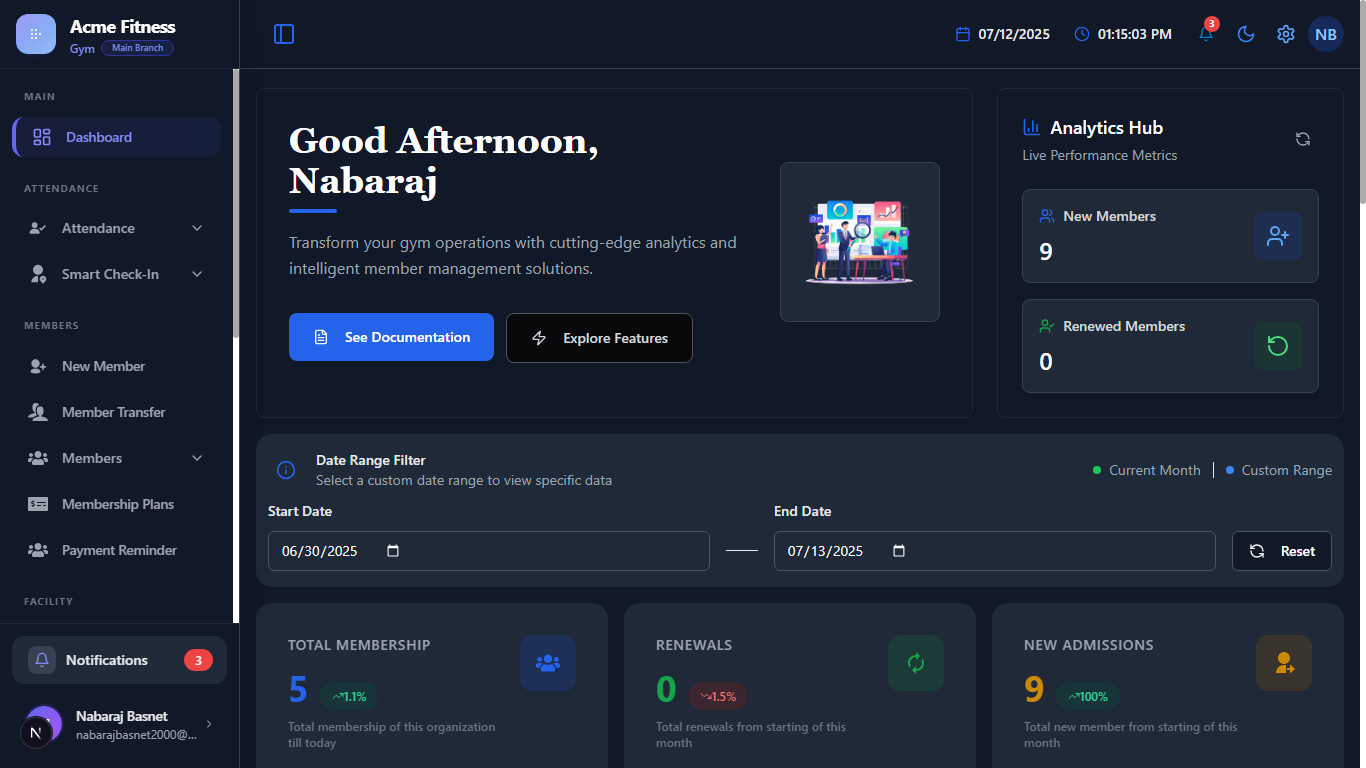 Acme Fitness
Gym Main Branch
MAIN
Dashboard
ATTENDANCE
Attendance
Smart Check-In
MEMBERS
New Member
Member Transfer
Members
Membership Plans
Payment Reminder
FACILITY
Notifications 3
Nabaraj Basnet
nabarajbasnet2000@...
N
07/12/2025 01:15:03 PM 3 NB
Good Afternoon,
Nabaraj
Transform your gym operations with cutting-edge analytics and
intelligent member management solutions.
See Documentation Explore Features
Analytics Hub
Live Performance Metrics
New Members
9
Renewed Members
0
Date Range Filter
Select a custom date range to view specific data
Current Month Custom Range
Start Date End Date
06/30/2025 07/13/2025 Reset
TOTAL MEMBERSHIP
5 1.1%
Total membership of this organization
till today
RENEWALS
0 1.5%
Total renewals from starting of this
month
NEW ADMISSIONS
9 100%
Total new member from starting of this
month